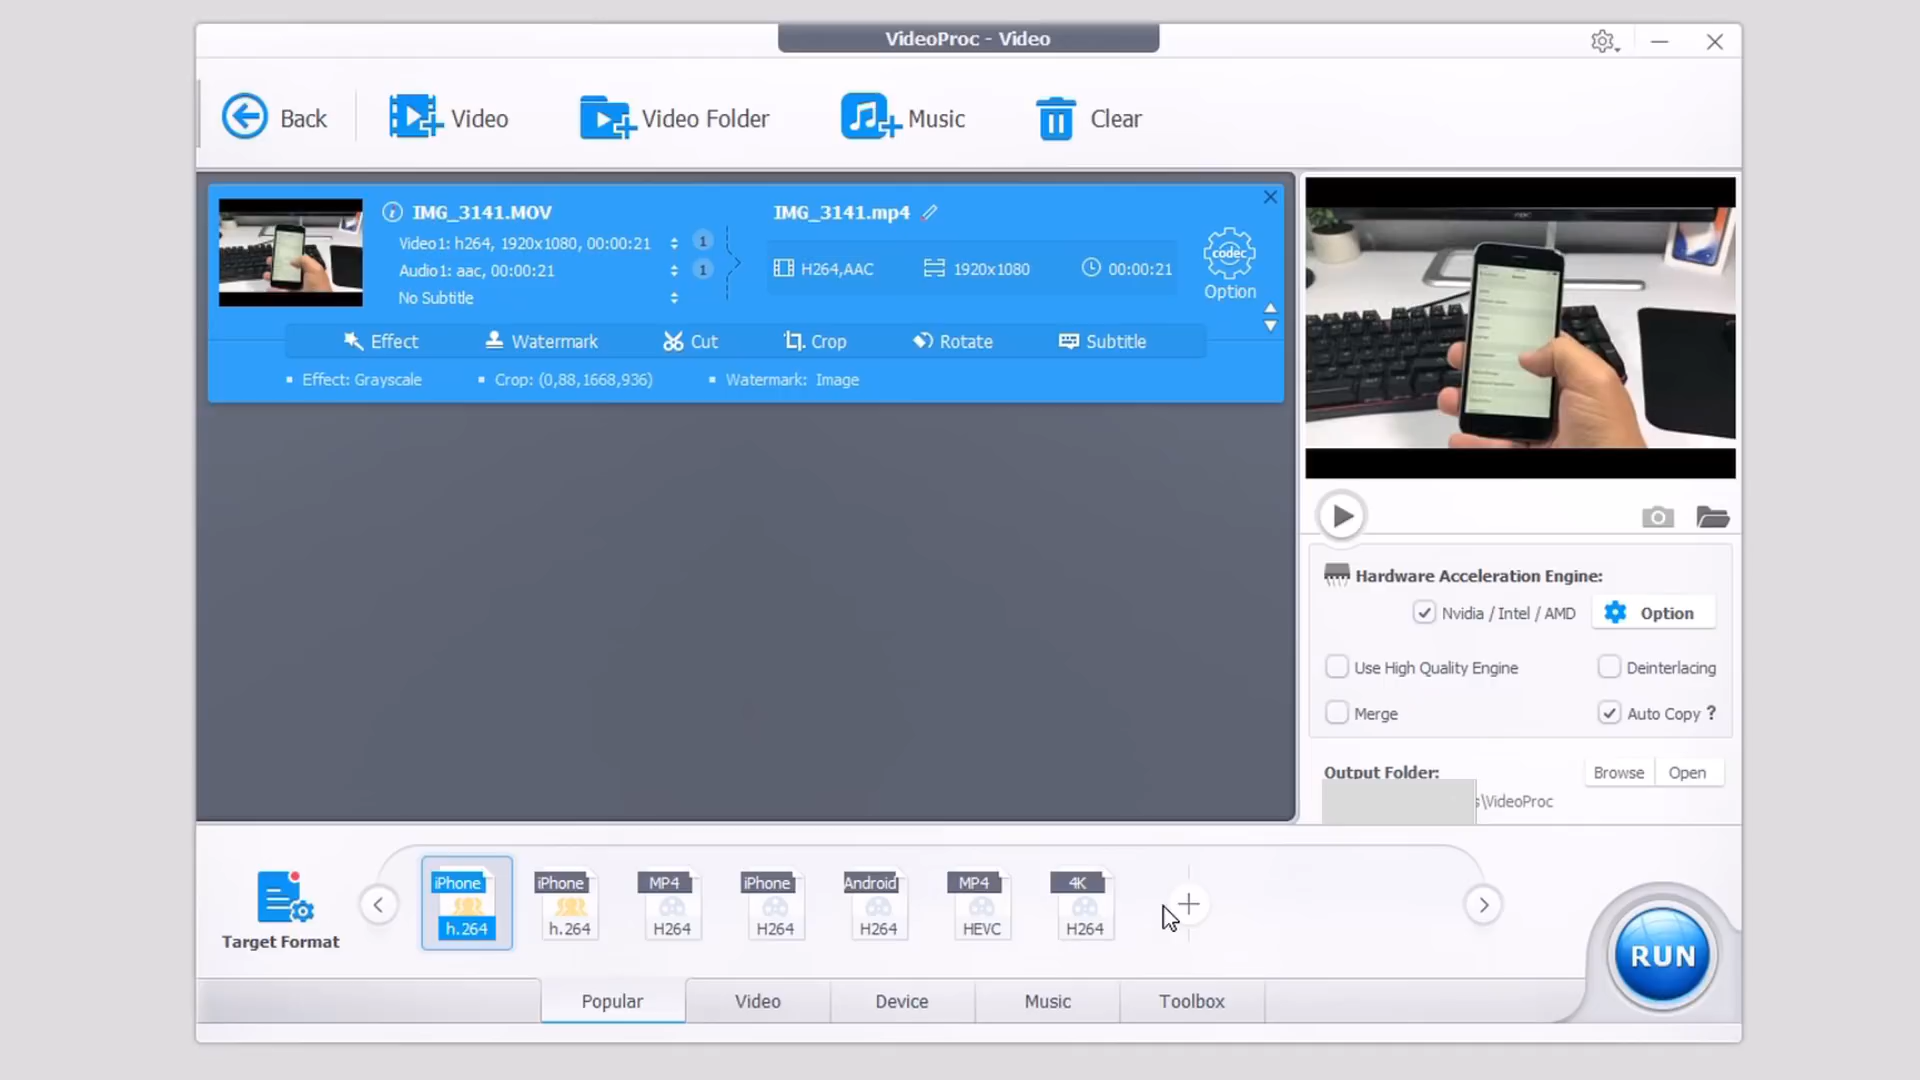 VideoProc - Video
Back
Video
Video Folder
Music
Clear
IMG_3141.MOV
Video1: h264, 1920x1080, 00:00:21
1
Audio1: aac, 00:00:21
1
No Subtitle
IMG_3141.mp4
H264,AAC
1920x1080
00:00:21
codec
Option
Effect
Watermark
Cut
Crop
Rotate
Subtitle
Effect: Grayscale
Crop: (0,88,1668,936)
Watermark: Image
Hardware Acceleration Engine:
Nvidia / Intel / AMD
Option
Use High Quality Engine
Deinterlacing
Merge
Auto Copy ?
Output Folder:
Browse
Open
s\VideoProc
Target Format
iPhone
h.264
iPhone
h.264
MP4
H264
iPhone
H264
Android
H264
MP4
HEVC
4K
H264
RUN
Popular
Video
Device
Music
Toolbox